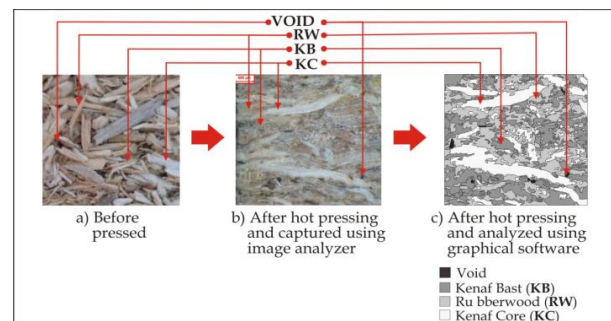 VOID
RW
KB
KC
a) Before
pressed
b) After hot pressing
and captured using
image analyzer
c) After hot pressing
and analyzed using
graphical software
Void
Kenaf Bast (KB)
Ru bberwood (RW)
Kenaf Core (KC)